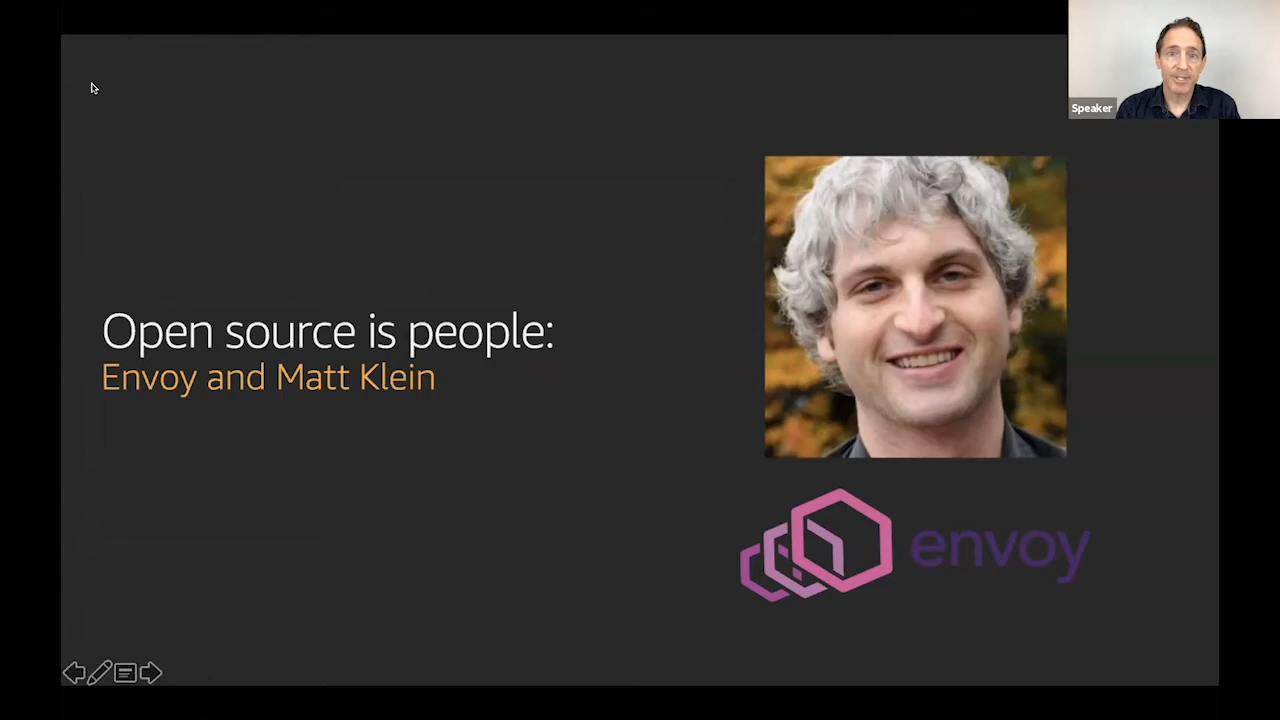 Speaker
Open source is people:
Envoy and Matt Klein
envoy